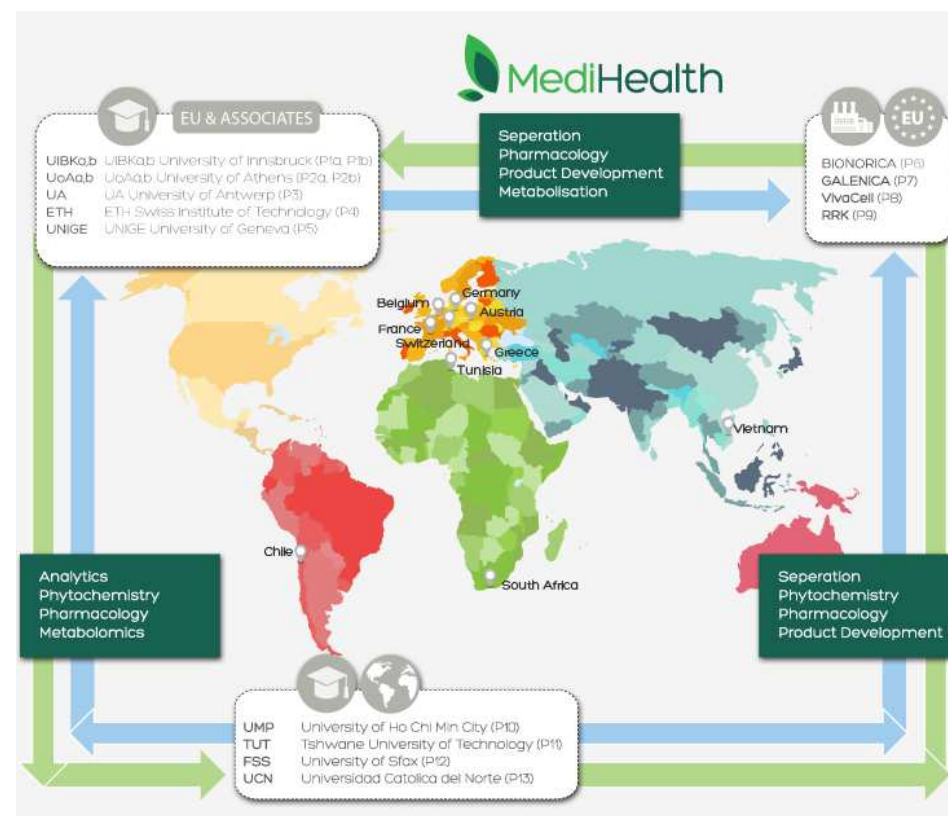 MediHealth
EU & ASSOCIATES
UIBKa,b UIBKa,b University of Innsbruck (P1a, P1b)
UoAa,b UoAa,b University of Athens (P2a, P2b)
UA UA University of Antwerp (P3)
ETH ETH Swiss Institute of Technology (P4)
UNIGE UNIGE University of Geneva (P5)
Seperation
Pharmacology
Product Development
Metabolisation
EU
BIONORICA (P6)
GALENICA (P7)
VivaCell (P8)
RRK (P9)
Germany
Belgium
Austria
France
Switzerland
Greece
Tunisia
Vietnam
Chile
South Africa
Analytics
Phytochemistry
Pharmacology
Metabolomics
Seperation
Phytochemistry
Pharmacology
Product Development
UMP University of Ho Chi Min City (P10)
TUT Tshwane University of Technology (P11)
FSS University of Sfax (P12)
UCN Universidad Catolica del Norte (P13)